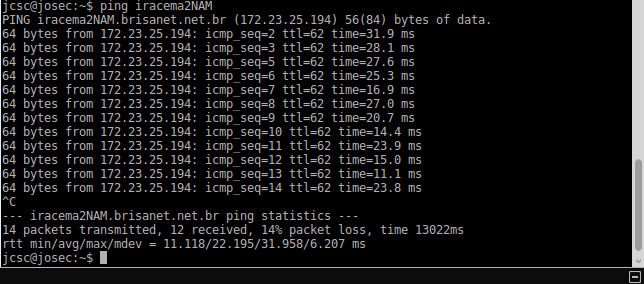 jcsc@josec:~$ ping iracema2NAM
PING iracema2NAM.brisanet.net.br (172.23.25.194) 56(84) bytes of data.
64 bytes from 172.23.25.194: icmp_seq=2 ttl=62 time=31.9 ms
64 bytes from 172.23.25.194: icmp_seq=3 ttl=62 time=28.1 ms
64 bytes from 172.23.25.194: icmp_seq=5 ttl=62 time=27.6 ms
64 bytes from 172.23.25.194: icmp_seq=6 ttl=62 time=25.3 ms
64 bytes from 172.23.25.194: icmp_seq=7 ttl=62 time=16.9 ms
64 bytes from 172.23.25.194: icmp_seq=8 ttl=62 time=27.0 ms
64 bytes from 172.23.25.194: icmp_seq=9 ttl=62 time=20.7 ms
64 bytes from 172.23.25.194: icmp_seq=10 ttl=62 time=14.4 ms
64 bytes from 172.23.25.194: icmp_seq=11 ttl=62 time=23.9 ms
64 bytes from 172.23.25.194: icmp_seq=12 ttl=62 time=15.0 ms
64 bytes from 172.23.25.194: icmp_seq=13 ttl=62 time=11.1 ms
64 bytes from 172.23.25.194: icmp_seq=14 ttl=62 time=23.8 ms
^C
--- iracema2NAM.brisanet.net.br ping statistics ---
14 packets transmitted, 12 received, 14% packet loss, time 13022ms
rtt min/avg/max/mdev = 11.118/22.195/31.958/6.207 ms
jcsc@josec:~$